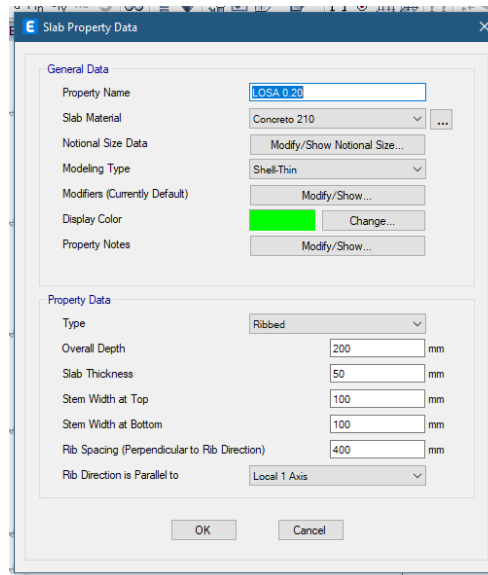 E Slab Property Data
General Data
Property Name LOSA 0.20
Slab Material Concreto 210 ...
Notional Size Data Modify/Show Notional Size...
Modeling Type Shell-Thin
Modifiers (Currently Default) Modify/Show...
Display Color Change...
Property Notes Modify/Show...
Property Data
Type Ribbed
Overall Depth 200 mm
Slab Thickness 50 mm
Stem Width at Top 100 mm
Stem Width at Bottom 100 mm
Rib Spacing (Perpendicular to Rib Direction) 400 mm
Rib Direction is Parallel to Local 1 Axis
OK Cancel